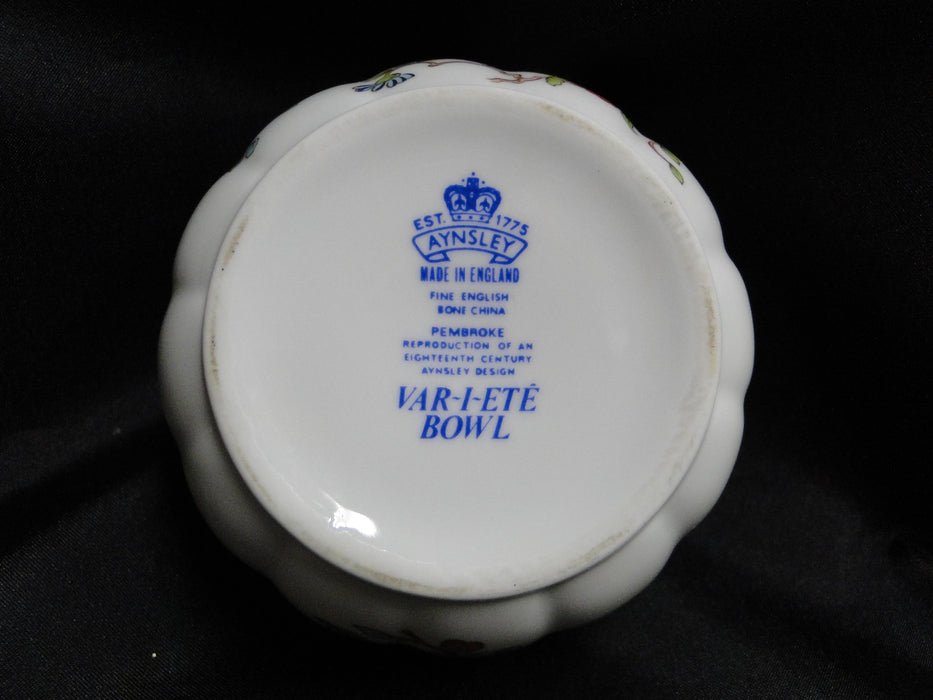 EST. 1775
AYNSLEY
MADE IN ENGLAND
FINE ENGLISH
BONE CHINA
PEMBROKE
REPRODUCTION OF AN
EIGHTEENTH CENTURY
AYNSLEY DESIGN
VAR-I-ETÊ
BOWL